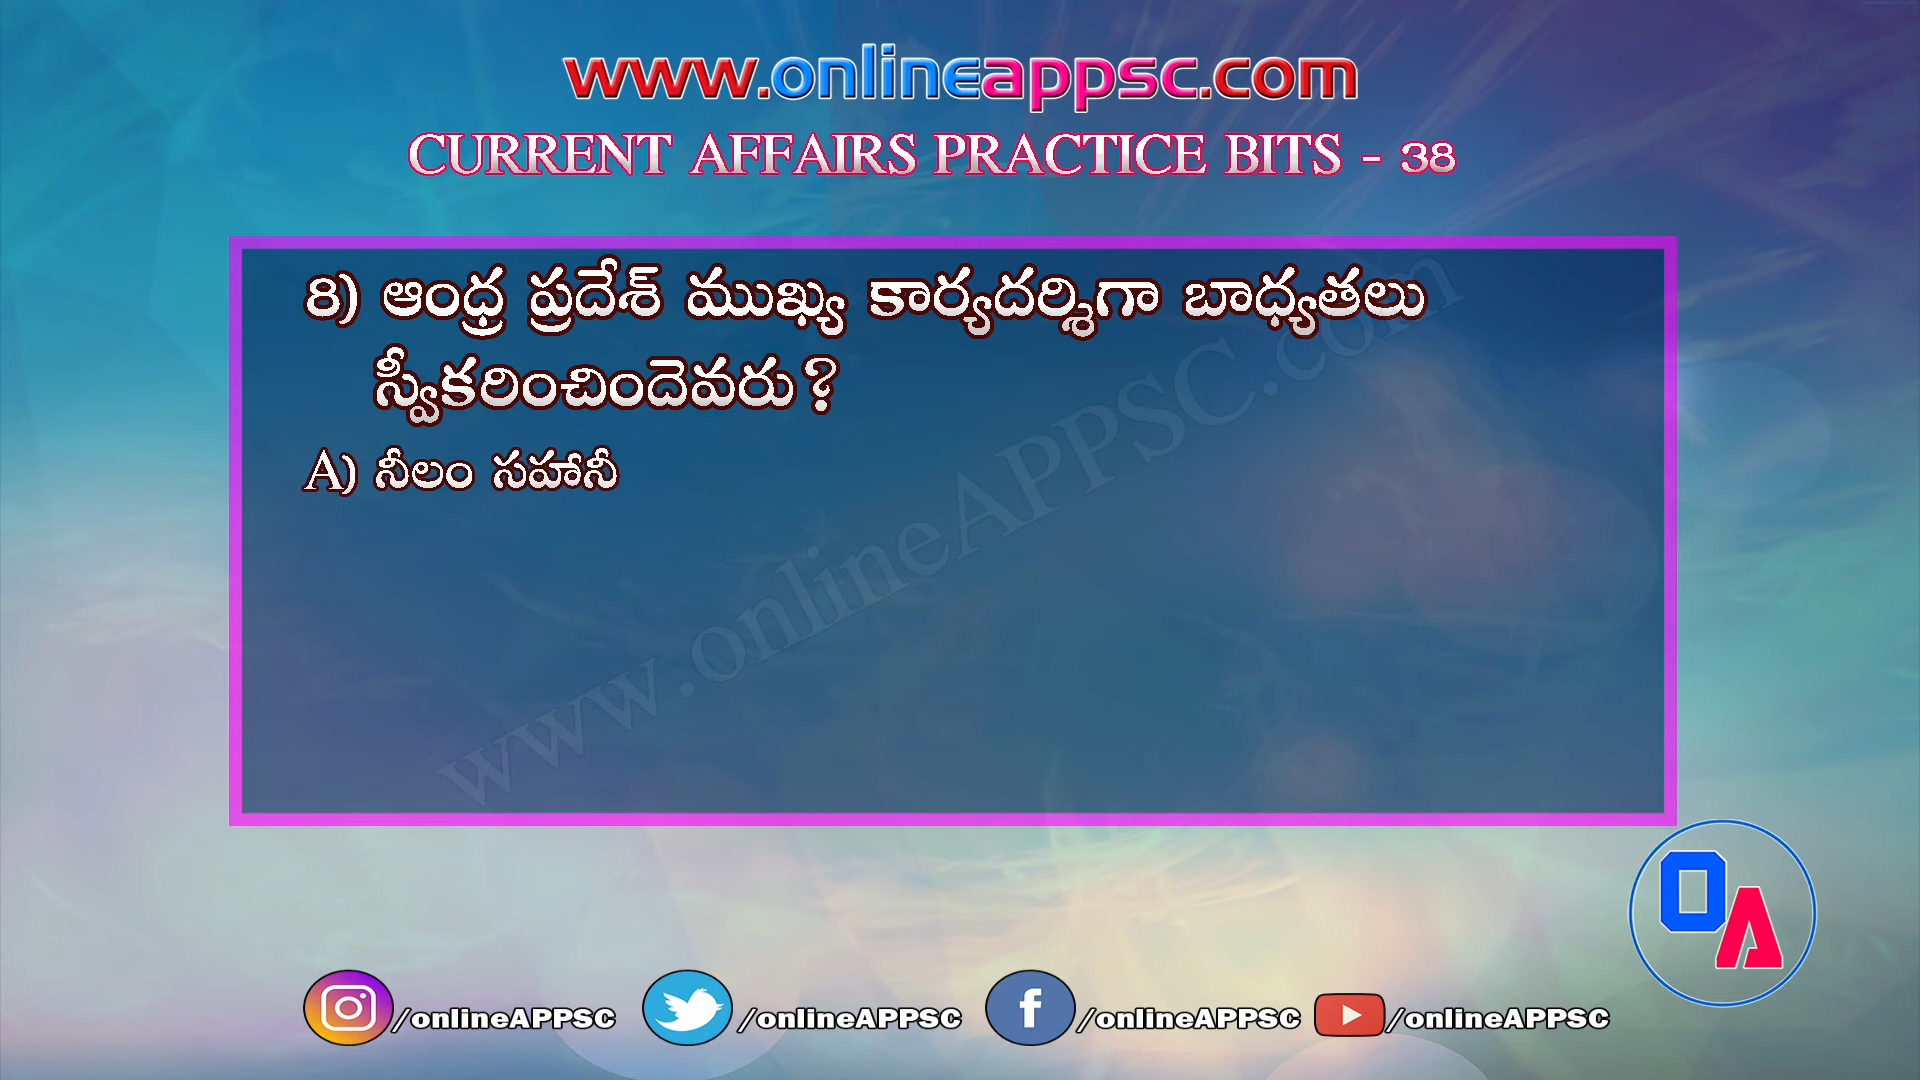 www.onlineappsc.com
CURRENT AFFAIRS PRACTICE BITS - 38
8) ఆంధ్ర ప్రదేశ్ ముఖ్య కార్యదర్శిగా బాధ్యతలు
స్వీకరించిందెవరు?
A) నీలం సహానీ
www.onlineAPPSC.com
OA
/onlineAPPSC /onlineAPPSC /onlineAPPSC /onlineAPPSC